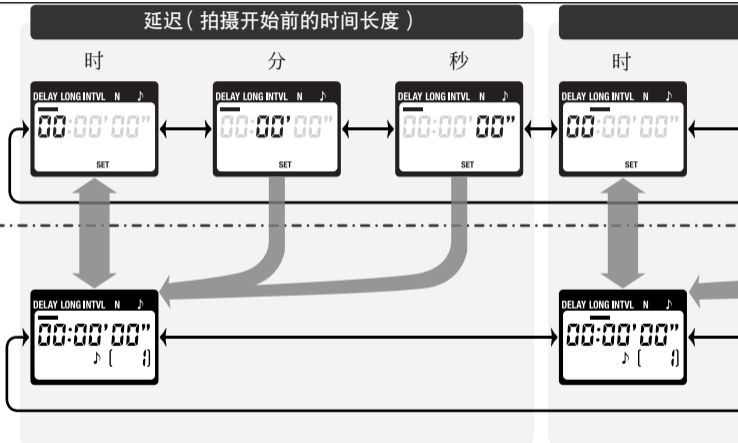 延迟（拍摄开始前的时间长度）
时 分 秒 时
DELAY LONG INTVL N ♪ DELAY LONG INTVL N ♪ DELAY LONG INTVL N ♪ DELAY LONG INTVL N ♪
00:00'00" 00:00'00" 00:00'00" 00:00'00"
SET SET SET SET
DELAY LONG INTVL N ♪ DELAY LONG INTVL N ♪
00:00'00" 00:00'00"
♪ [ 1] ♪ [ 1]